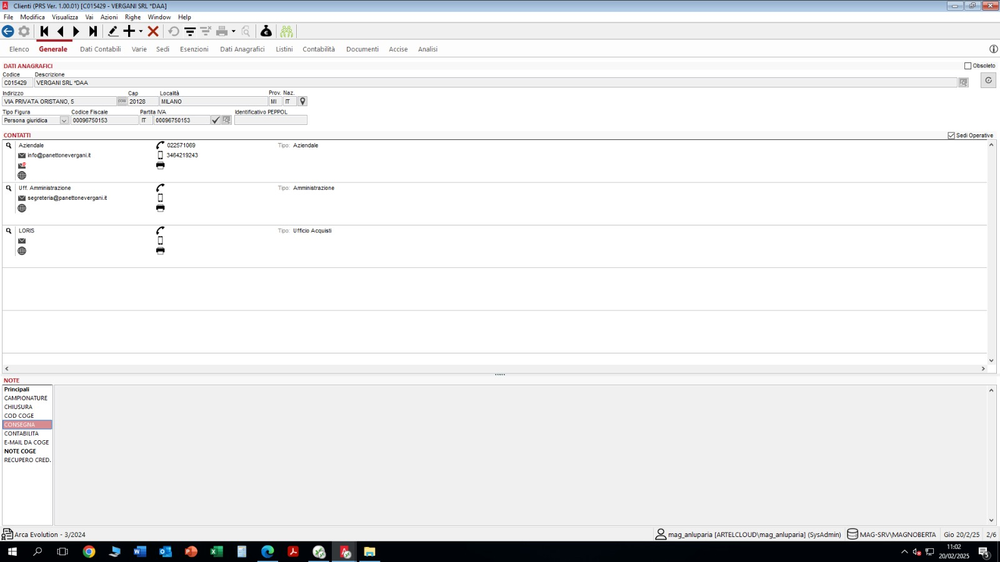 Clienti (PRS Ver. 1.00.01) [C015429 - VERGANI SRL *DAA]
File Modifica Visualizza Vai Azioni Righe Window Help
Elenco Generale Dati Contabili Varie Sedi Esenzioni Dati Anagrafici Listini Contabilità Documenti Accise Analisi
DATI ANAGRAFICI Obsoleto
Codice Descrizione
C015429 VERGANI SRL *DAA
Indirizzo Cap Località Prov. Naz.
VIA PRIVATA ORISTANO, 5 20128 MILANO MI IT
Tipo Figura Codice Fiscale Partita IVA Identificativo PEPPOL
Persona giuridica 00096750153 IT 00096750153
CONTATTI Sedi Operative
Aziendale 022571069 Tipo: Aziendale
info@panettonevergani.it 3464219243
Uff. Amministrazione Tipo: Amministrazione
segreteria@panettonevergani.it
LORIS Tipo: Ufficio Acquisti
NOTE
Principali
CAMPIONATURE
CHIUSURA
COD COGE
CONSEGNA
CONTABILITA
E-MAIL DA COGE
NOTE COGE
RECUPERO CRED.
Arca Evolution - 3/2024 mag_anluparia [ARTELCLOUD\mag_anluparia] (SysAdmin) MAG-SRV\MAGNOBERTA Gio 20/2/25 2/6
11:02
20/02/2025
5